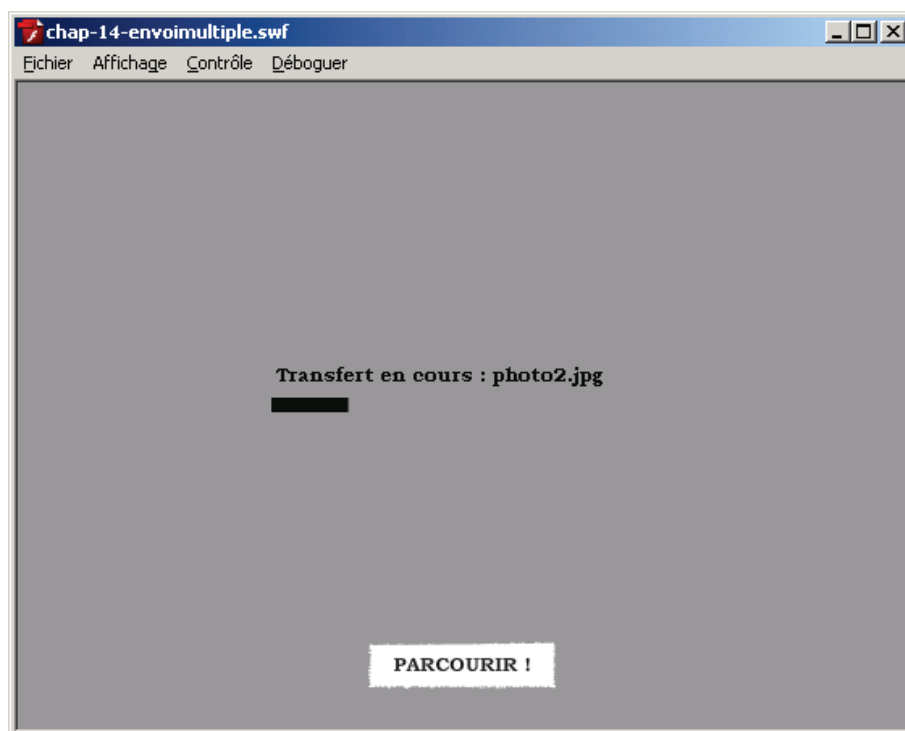 chap-14-envoimultiple.swf
Fichier Affichage Contrôle Déboguer
Transfert en cours : photo2.jpg
PARCOURIR !